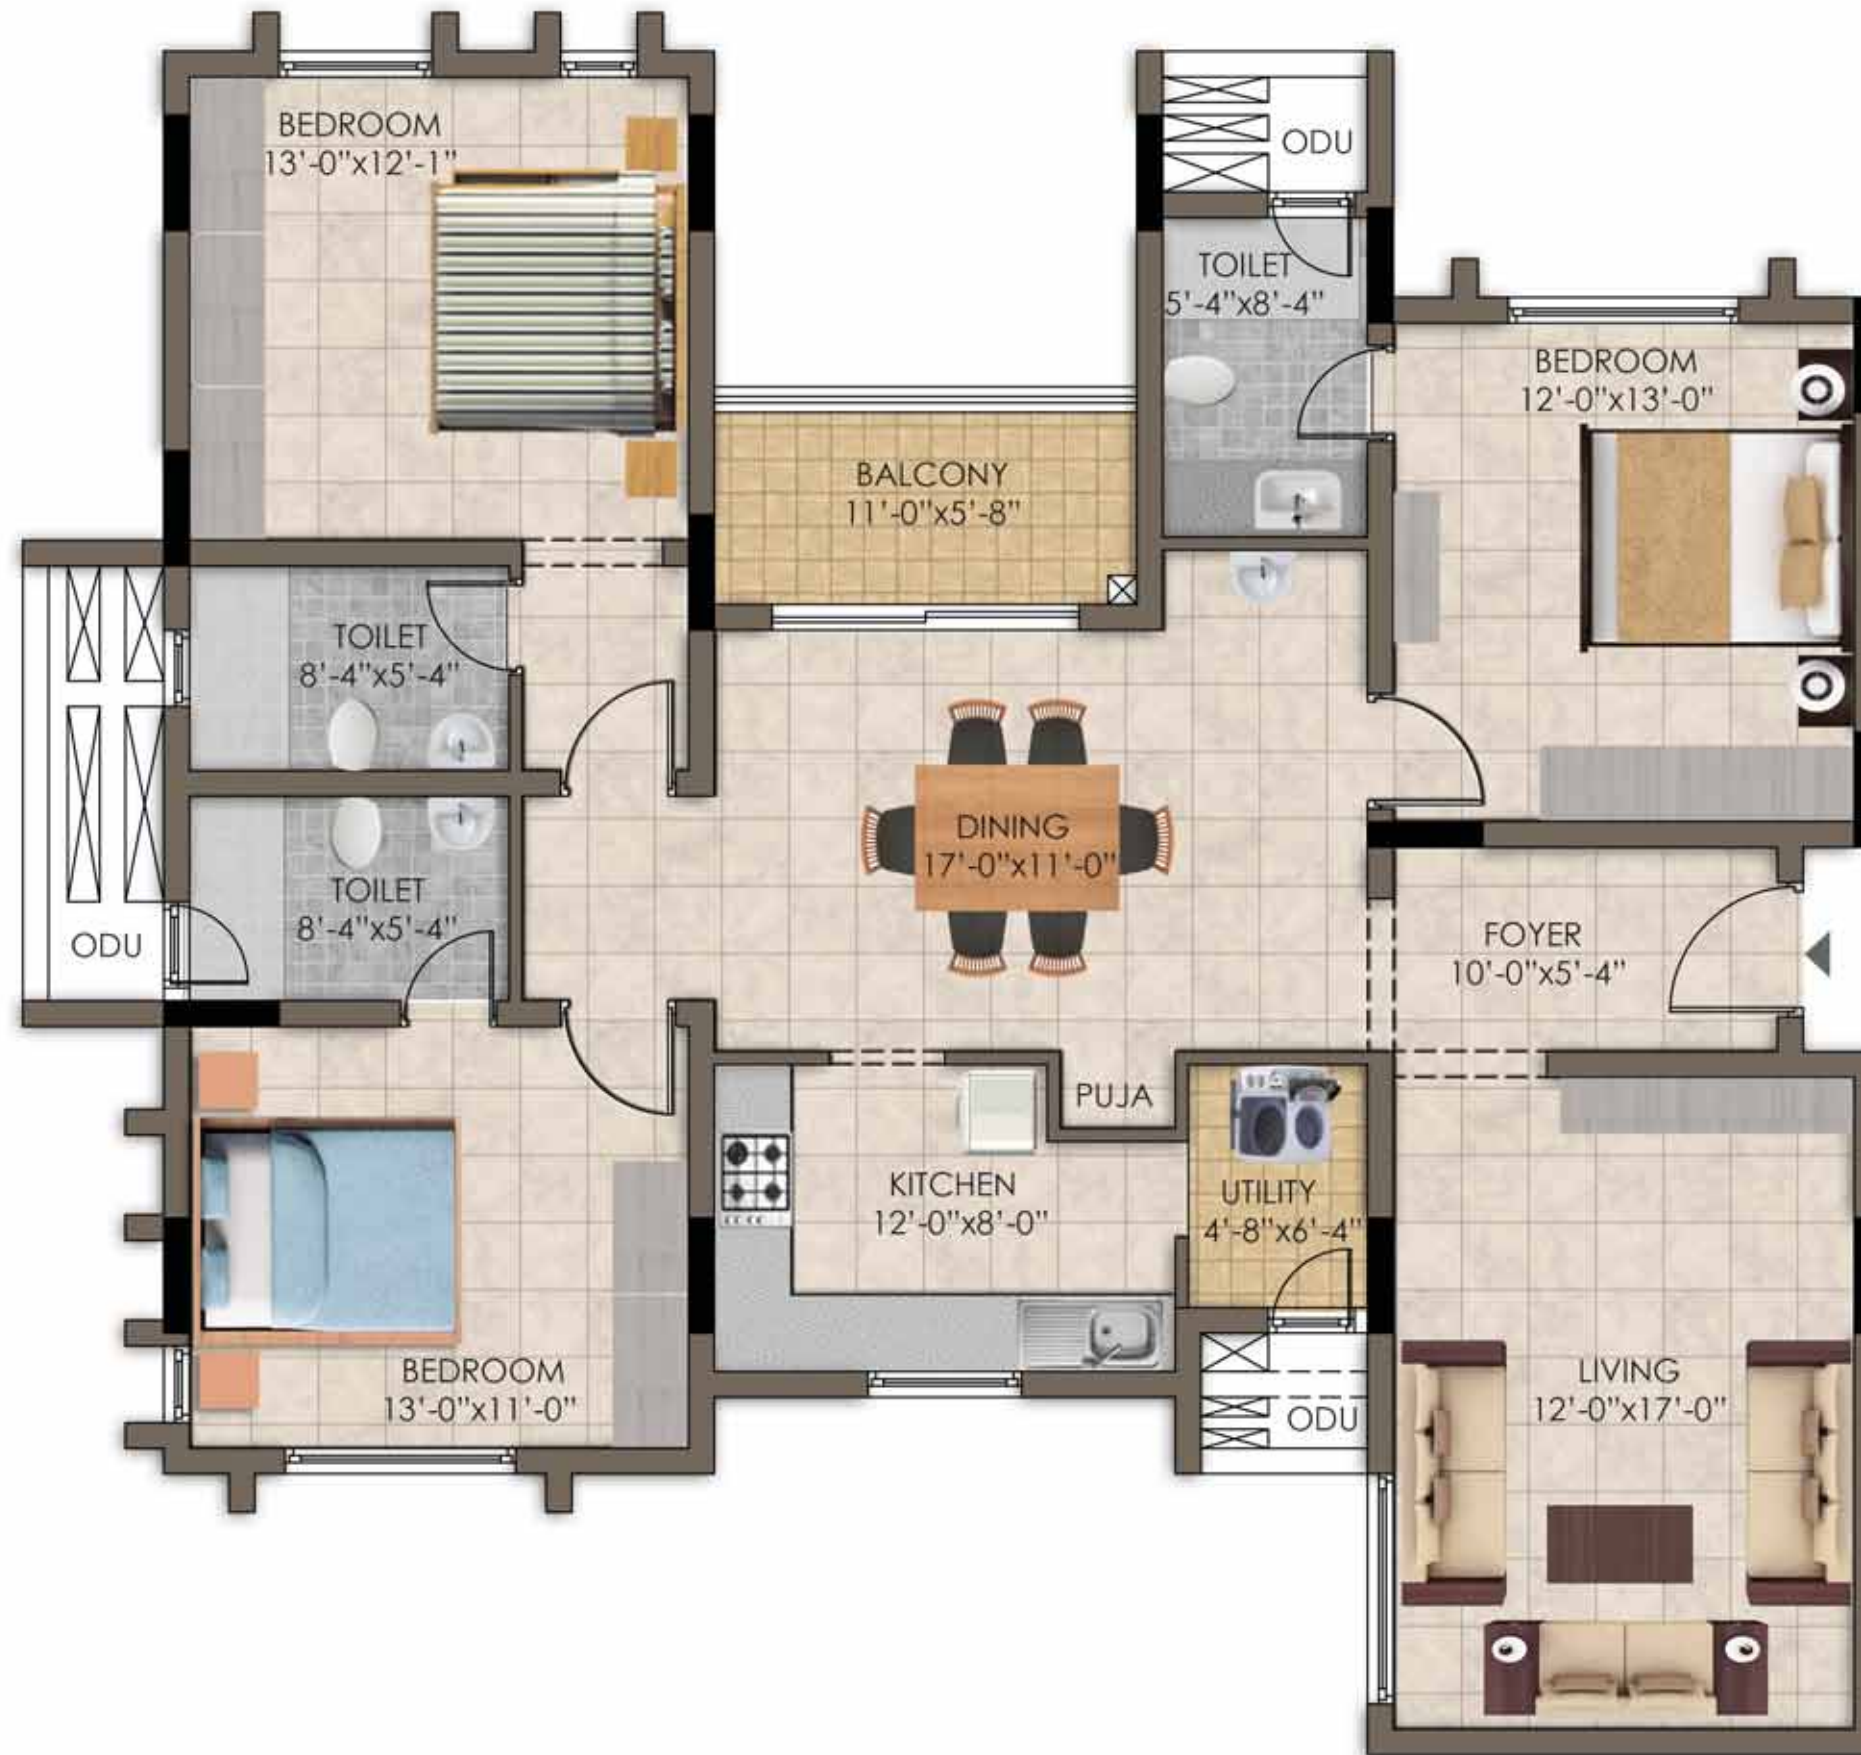 BEDROOM
13'-0"x12'-1"
ODU
TOILET
5'-4"x8'-4"
BEDROOM
12'-0"x13'-0"
BALCONY
11'-0"x5'-8"
TOILET
8'-4"x5'-4"
DINING
17'-0"x11'-0"
TOILET
8'-4"x5'-4"
ODU
FOYER
10'-0"x5'-4"
PUJA
KITCHEN
12'-0"x8'-0"
UTILITY
4'-8"x6'-4"
BEDROOM
13'-0"x11'-0"
ODU
LIVING
12'-0"x17'-0"